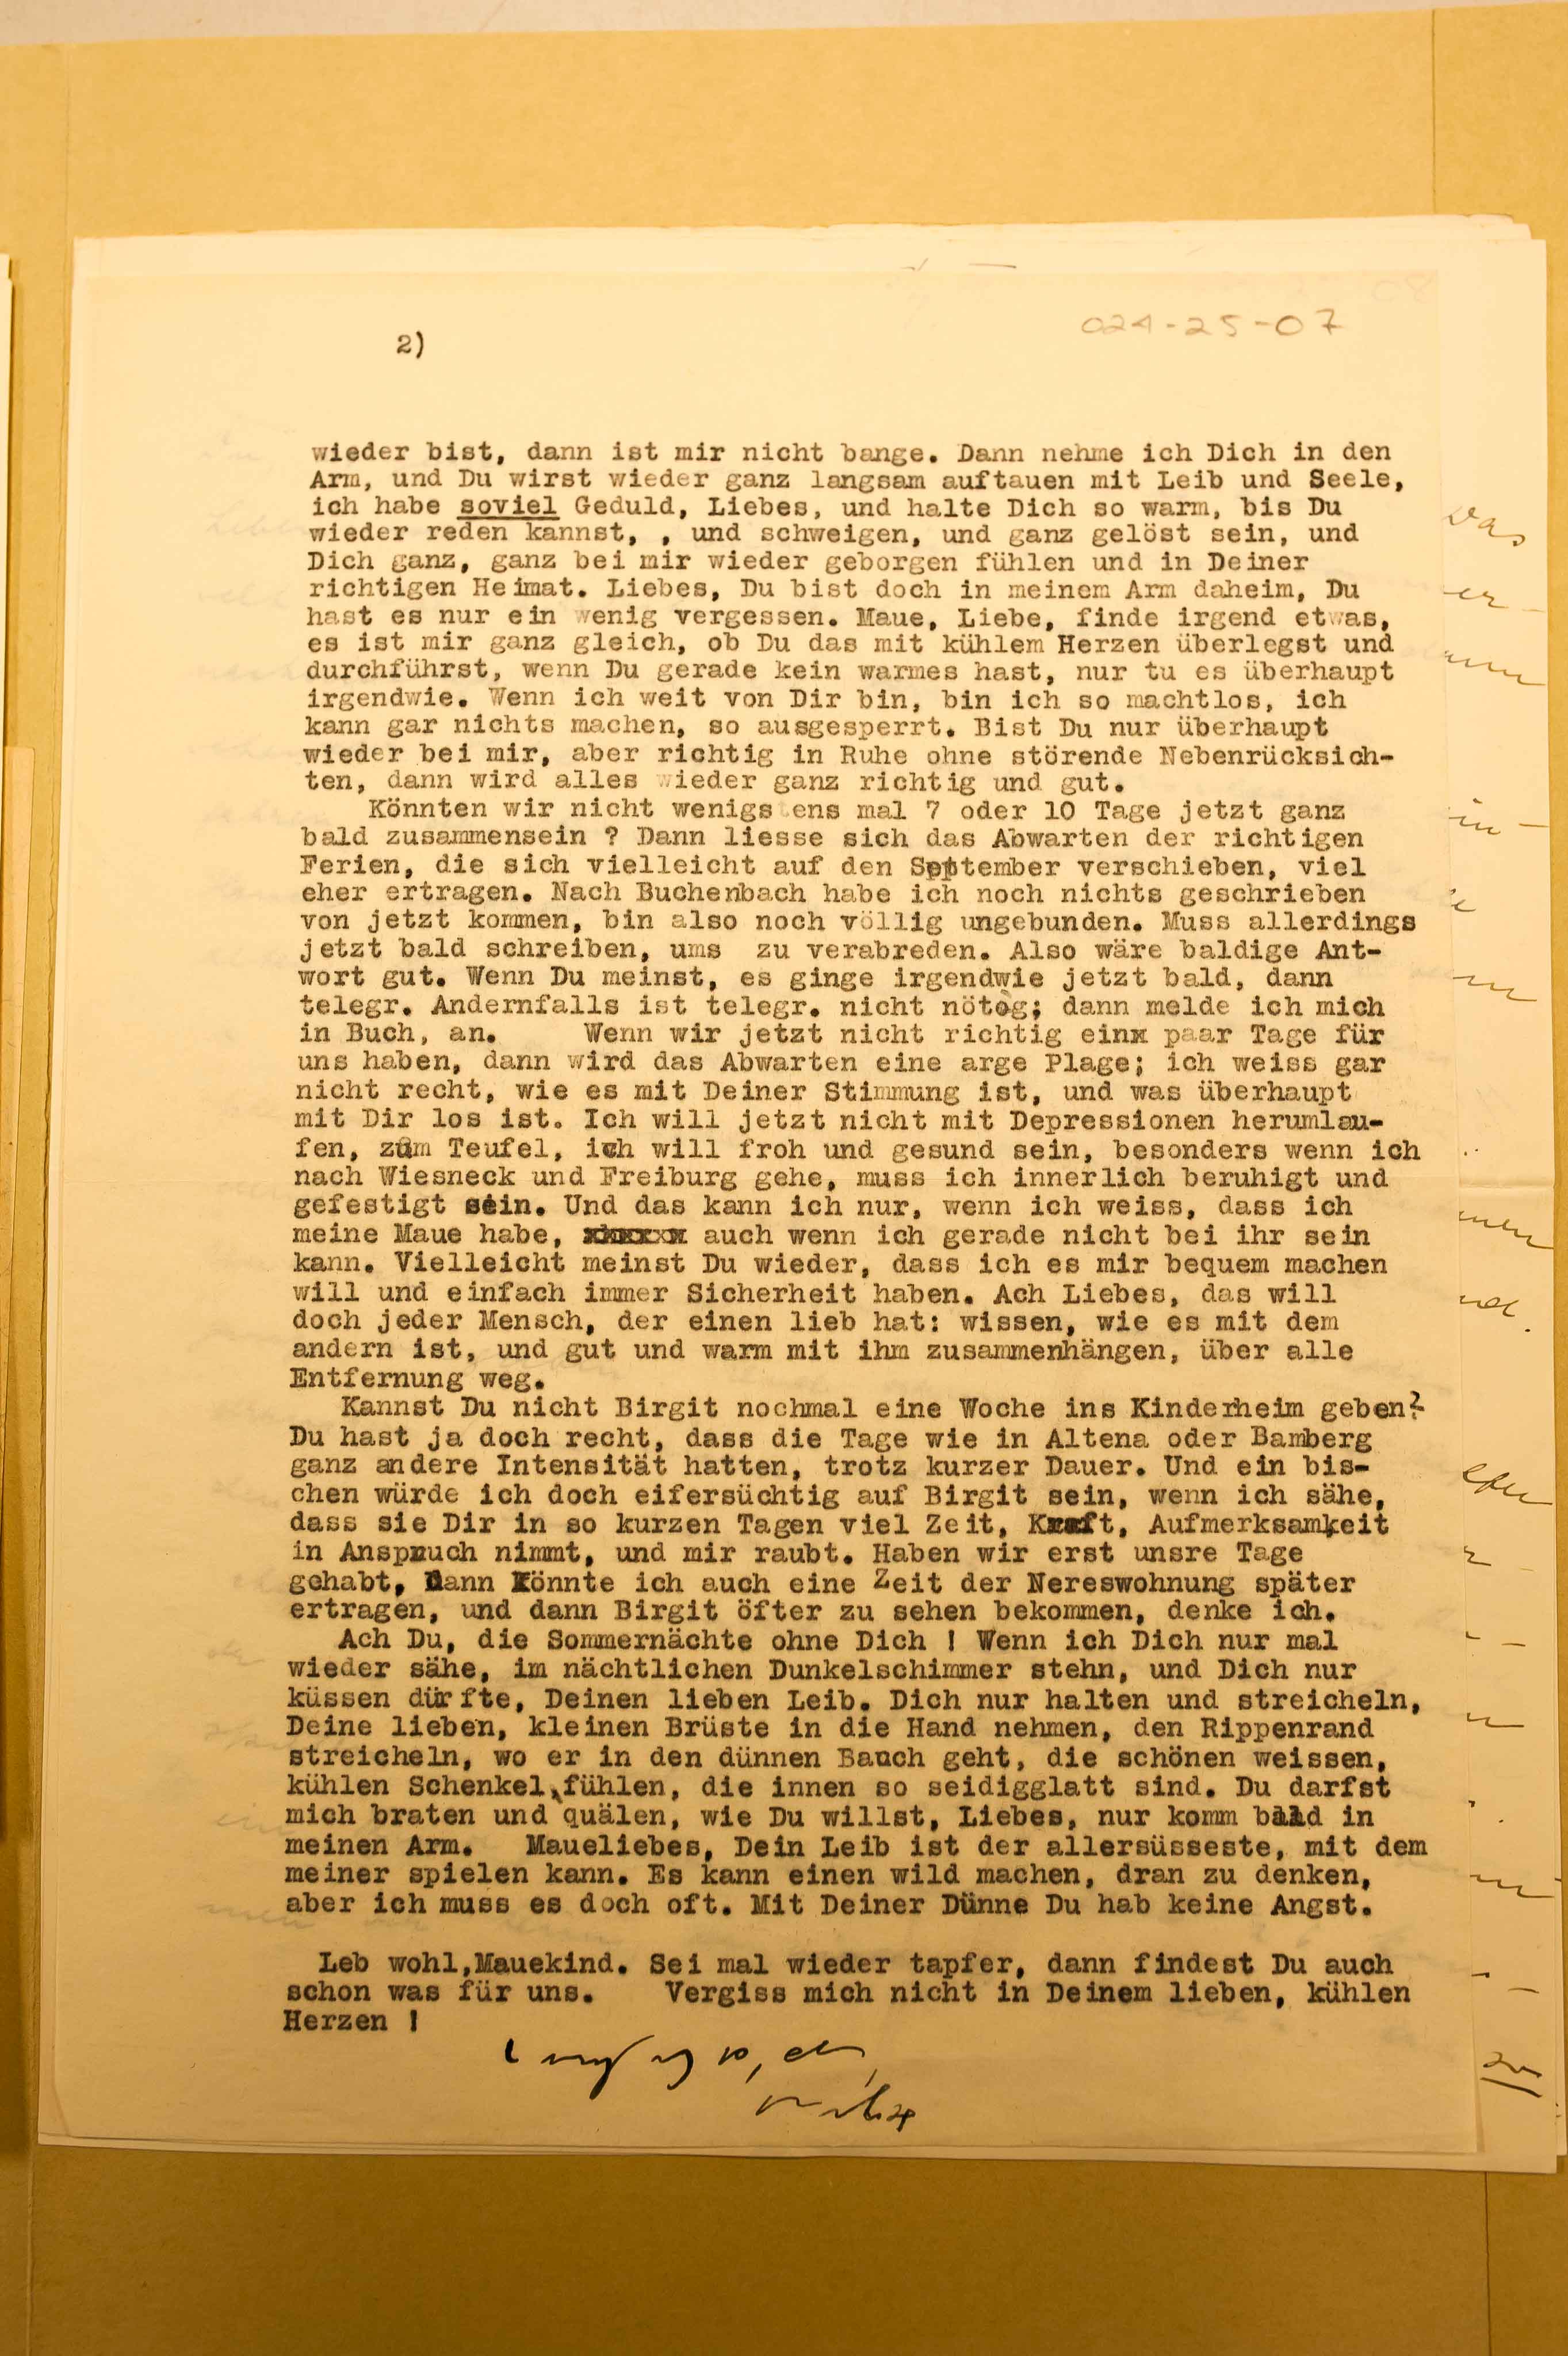 024-25-07
2)
wieder bist, dann ist mir nicht bange. Dann nehme ich Dich in den
Arm, und Du wirst wieder ganz langsam auftauen mit Leib und Seele,
ich habe soviel Geduld, Liebes, und halte Dich so warm, bis Du
wieder reden kannst, , und schweigen, und ganz gelöst sein, und
Dich ganz, ganz bei mir wieder geborgen fühlen und in Deiner
richtigen Heimat. Liebes, Du bist doch in meinem Arm daheim, Du
hast es nur ein wenig vergessen. Maue, Liebe, finde irgend etwas,
es ist mir ganz gleich, ob Du das mit kühlem Herzen überlegst und
durchführst, wenn Du gerade kein warmes hast, nur tu es überhaupt
irgendwie. Wenn ich weit von Dir bin, bin ich so machtlos, ich
kann gar nichts machen, so ausgesperrt. Bist Du nur überhaupt
wieder bei mir, aber richtig in Ruhe ohne störende Nebenrücksich-
ten, dann wird alles wieder ganz richtig und gut.
Könnten wir nicht wenigstens mal 7 oder 10 Tage jetzt ganz
bald zusammensein ? Dann liesse sich das Abwarten der richtigen
Ferien, die sich vielleicht auf den September verschieben, viel
eher ertragen. Nach Buchenbach habe ich noch nichts geschrieben
von jetzt kommen, bin also noch völlig ungebunden. Muss allerdings
jetzt bald schreiben, ums zu verabreden. Also wäre baldige Ant-
wort gut. Wenn Du meinst, es ginge irgendwie jetzt bald, dann
telegr. Andernfalls ist telegr. nicht nötog; dann melde ich mich
in Buch, an. Wenn wir jetzt nicht richtig einx paar Tage für
uns haben, dann wird das Abwarten eine arge Plage; ich weiss gar
nicht recht, wie es mit Deiner Stimmung ist, und was überhaupt
mit Dir los ist. Ich will jetzt nicht mit Depressionen herumlau-
fen, zum Teufel, ich will froh und gesund sein, besonders wenn ich
nach Wiesneck und Freiburg gehe, muss ich innerlich beruhigt und
gefestigt sein. Und das kann ich nur, wenn ich weiss, dass ich
meine Maue habe, xxxxxx auch wenn ich gerade nicht bei ihr sein
kann. Vielleicht meinst Du wieder, dass ich es mir bequem machen
will und einfach immer Sicherheit haben. Ach Liebes, das will
doch jeder Mensch, der einen lieb hat: wissen, wie es mit dem
andern ist, und gut und warm mit ihm zusammenhängen, über alle
Entfernung weg.
Kannst Du nicht Birgit nochmal eine Woche ins Kinderheim geben?
Du hast ja doch recht, dass die Tage wie in Altena oder Bamberg
ganz andere Intensität hatten, trotz kurzer Dauer. Und ein bis-
chen würde ich doch eifersüchtig auf Birgit sein, wenn ich sähe,
dass sie Dir in so kurzen Tagen viel Zeit, Kraft, Aufmerksamkeit
in Anspruch nimmt, und mir raubt. Haben wir erst unsre Tage
gehabt, Dann könnte ich auch eine Zeit der Nereswohnung später
ertragen, und dann Birgit öfter zu sehen bekommen, denke ich.
Ach Du, die Sommernächte ohne Dich ! Wenn ich Dich nur mal
wieder sähe, im nächtlichen Dunkelschimmer stehn, und Dich nur
küssen dürfte, Deinen lieben Leib. Dich nur halten und streicheln,
Deine lieben, kleinen Brüste in die Hand nehmen, den Rippenrand
streicheln, wo er in den dünnen Bauch geht, die schönen weissen,
kühlen Schenkel fühlen, die innen so seidigglatt sind. Du darfst
mich braten und quälen, wie Du willst, Liebes, nur komm bald in
meinen Arm. Maueliebes, Dein Leib ist der allersüsseste, mit dem
meiner spielen kann. Es kann einen wild machen, dran zu denken,
aber ich muss es doch oft. Mit Deiner Dünne Du hab keine Angst.
Leb wohl,Mauekind. Sei mal wieder tapfer, dann findest Du auch
schon was für uns. Vergiss mich nicht in Deinem lieben, kühlen
Herzen !